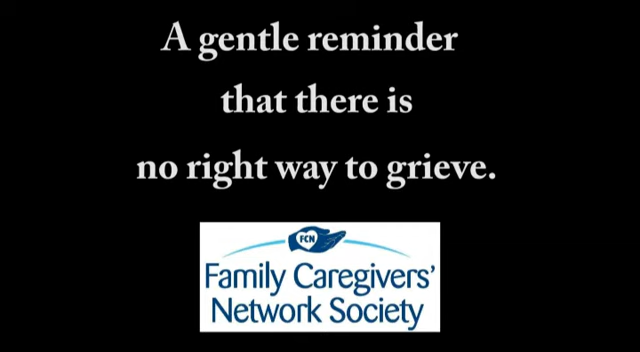 A gentle reminder
that there is
no right way to grieve.
FCN
Family Caregivers'
Network Society